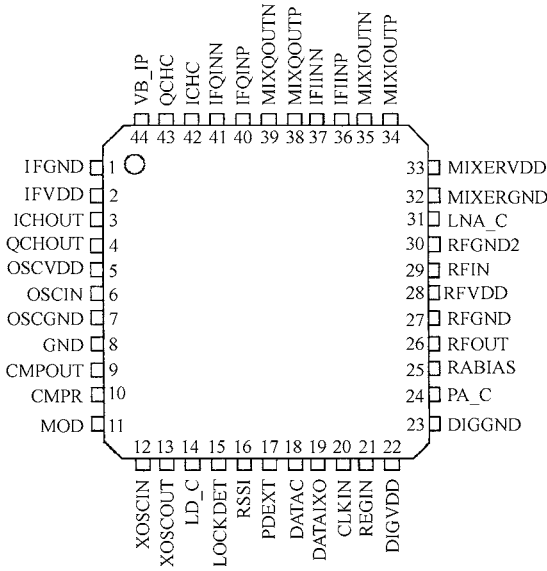 VB_IP
QCHC
ICHC
IFQINN
IFQINP
MIXQOUTN
MIXQOUTP
IFIINN
IFIINP
MIXIOUTN
MIXIOUTP
44 43 42 41 40 39 38 37 36 35 34
IFGND 1
IFVDD 2
ICHOUT 3
QCHOUT 4
OSCVDD 5
OSCIN 6
OSCGND 7
GND 8
CMPOUT 9
CMPR 10
MOD 11
33 MIXERVDD
32 MIXERGND
31 LNA_C
30 RFGND2
29 RFIN
28 RFVDD
27 RFGND
26 RFOUT
25 RABIAS
24 PA_C
23 DIGGND
12 13 14 15 16 17 18 19 20 21 22
XOSCIN
XOSCOUT
LD_C
LOCKDET
RSSI
PDEXT
DATAC
DATAIXO
CLKIN
REGIN
DIGVDD